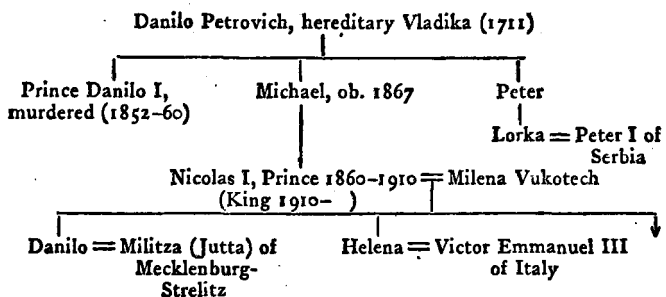 Danilo Petrovich, hereditary Vladika (1711)
Prince Danilo I, murdered (1852-60)
Michael, ob. 1867
Peter
Lorka = Peter I of Serbia
Nicolas I, Prince 1860-1910 = Milena Vukotech
(King 1910- )
Danilo = Militza (Jutta) of Mecklenburg-Strelitz
Helena = Victor Emmanuel III of Italy